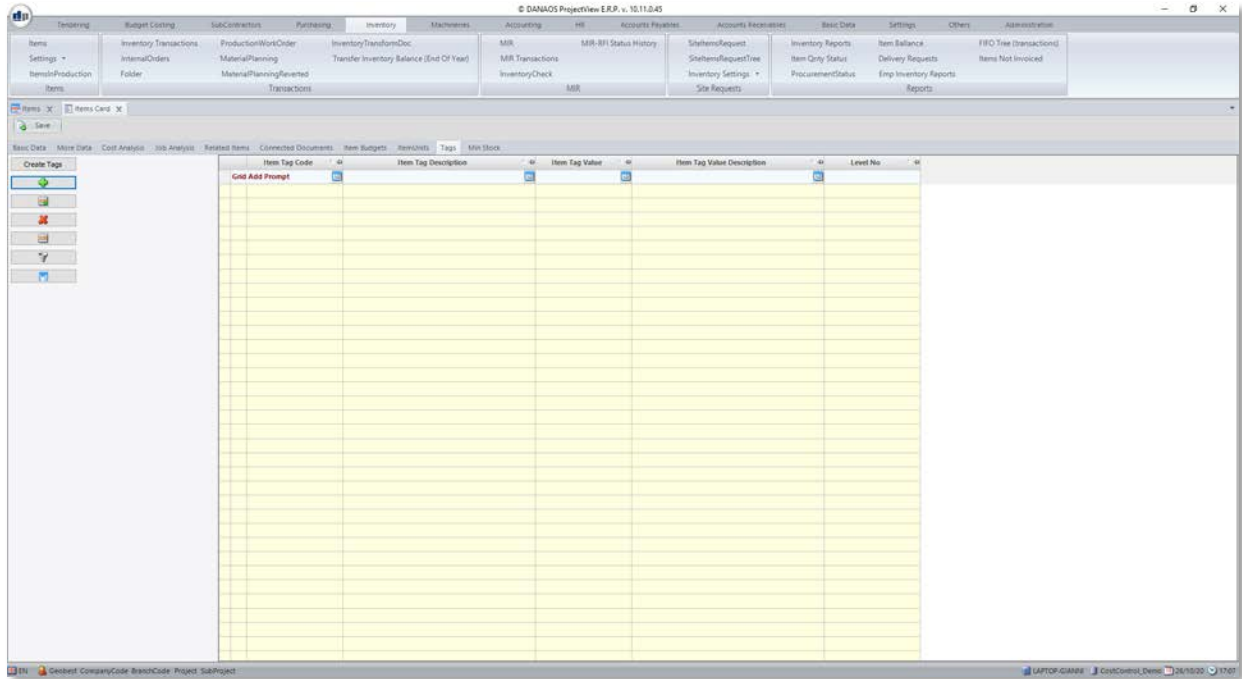 © DANAOS ProjectView E.R.P. v. 10.11.0.45
Tendering Budget Costing SubContractors Purchasing Inventory Machineries Accounting HR Accounts Payables Accounts Receivables Basic Data Settings Others Administration
Items Inventory Transactions ProductionWorkOrder InventoryTransformDoc MIR MIR-RFI Status History SiteItemsRequest Inventory Reports Item Ballance FIFO Tree (transactions)
Settings InternalOrders MaterialPlanning Transfer Inventory Balance (End Of Year) MIR Transactions SiteItemsRequestTree Item Qnty Status Delivery Requests Items Not Invoiced
ItemsInProduction Folder MaterialPlanningReverted InventoryCheck Inventory Settings ProcurementStatus Emp Inventory Reports
Items Transactions MIR Site Requests Reports
Items X Items Card X
Save
Basic Data More Data Cost Analysis Job Analysis Related Items Connected Documents Item Budgets ItemUnits Tags Min Stock
Create Tags Item Tag Code Item Tag Description Item Tag Value Item Tag Value Description Level No
Grid Add Prompt
EN Geobest CompanyCode BranchCode Project SubProject LAPTOP-GIANNI CostControl_Demo 26/10/20 17:07